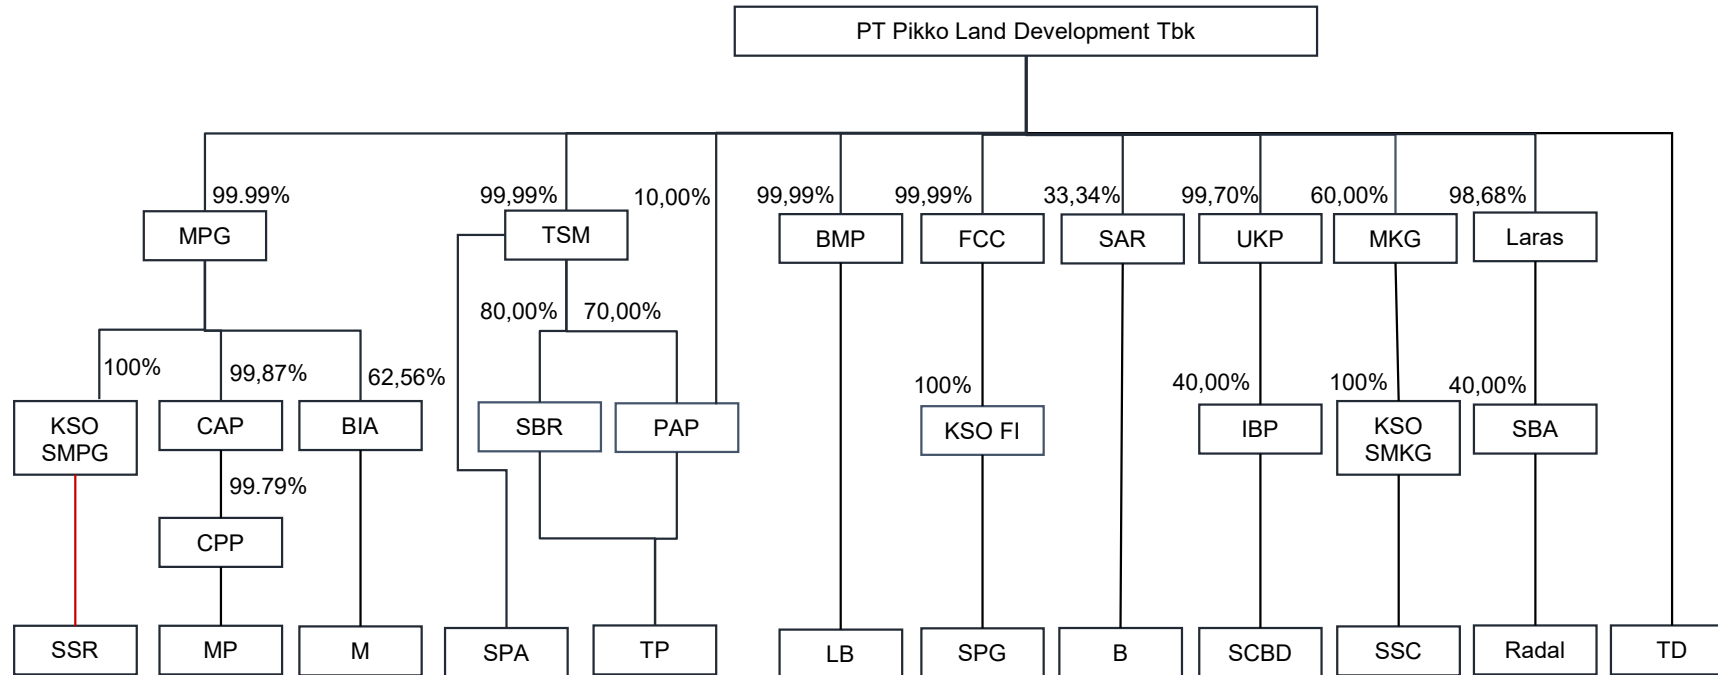 PT Pikko Land Development Tbk
99.99%
99,99%
10,00%
99,99%
99,99%
33,34%
99,70%
60,00%
98,68%
MPG
TSM
BMP
FCC
SAR
UKP
MKG
Laras
80,00%
70,00%
100%
99,87%
62,56%
100%
40,00%
100%
40,00%
KSO
SMPG
CAP
BIA
SBR
PAP
KSO FI
IBP
KSO
SMKG
SBA
99.79%
CPP
SSR
MP
M
SPA
TP
LB
SPG
B
SCBD
SSC
Radal
TD